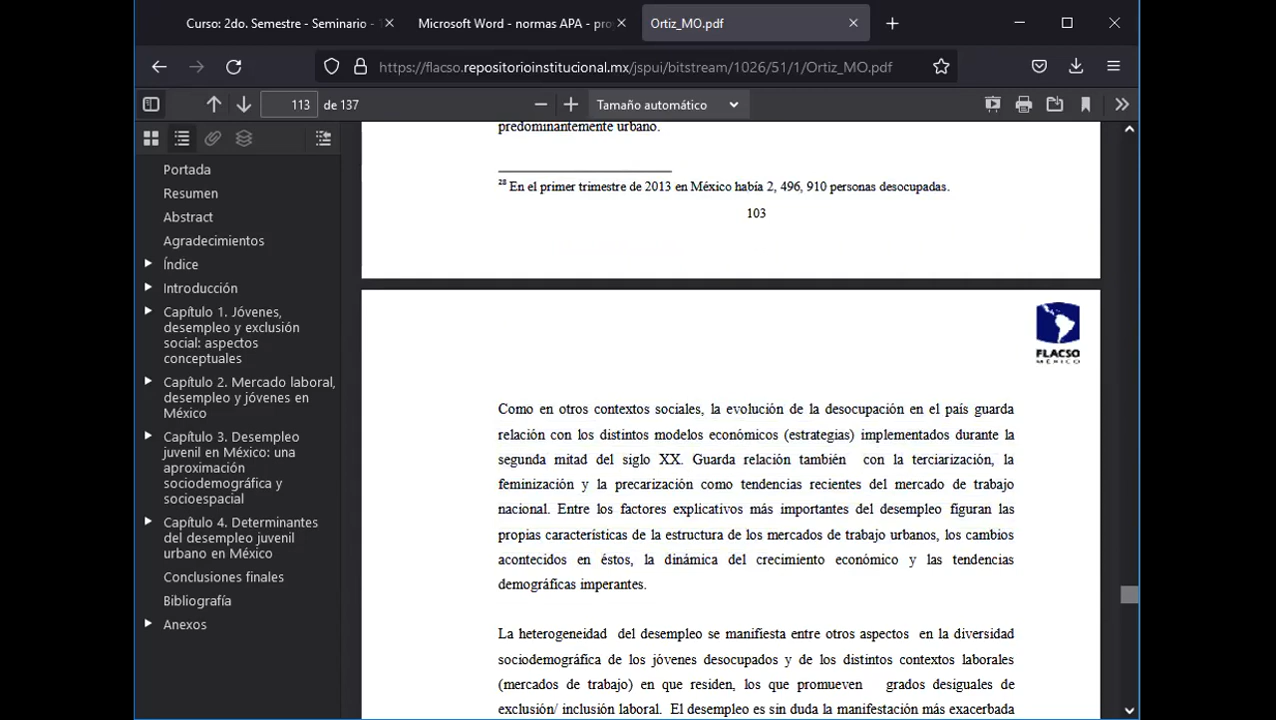 Curso: 2do. Semestre - Seminario -
Microsoft Word - normas APA - pro
Ortiz_MO.pdf
https://flacso.repositorioinstitucional.mx/jspui/bitstream/1026/51/1/Ortiz_MO.pdf
113 de 137
Tamaño automático
Portada
Resumen
Abstract
Agradecimientos
Índice
Introducción
Capítulo 1. Jóvenes,
desempleo y exclusión
social: aspectos
conceptuales
Capítulo 2. Mercado laboral,
desempleo y jóvenes en
México
Capítulo 3. Desempleo
juvenil en México: una
aproximación
sociodemográfica y
socioespacial
Capítulo 4. Determinantes
del desempleo juvenil
urbano en México
Conclusiones finales
Bibliografía
Anexos
predominantemente urbano.
28 En el primer trimestre de 2013 en México había 2, 496, 910 personas desocupadas.
103
FLACSO
MÉXICO
Como en otros contextos sociales, la evolución de la desocupación en el país guarda
relación con los distintos modelos económicos (estrategias) implementados durante la
segunda mitad del siglo XX. Guarda relación también con la terciarización, la
feminización y la precarización como tendencias recientes del mercado de trabajo
nacional. Entre los factores explicativos más importantes del desempleo figuran las
propias características de la estructura de los mercados de trabajo urbanos, los cambios
acontecidos en éstos, la dinámica del crecimiento económico y las tendencias
demográficas imperantes.
La heterogeneidad del desempleo se manifiesta entre otros aspectos en la diversidad
sociodemográfica de los jóvenes desocupados y de los distintos contextos laborales
(mercados de trabajo) en que residen, los que promueven grados desiguales de
exclusión/ inclusión laboral. El desempleo es sin duda la manifestación más exacerbada